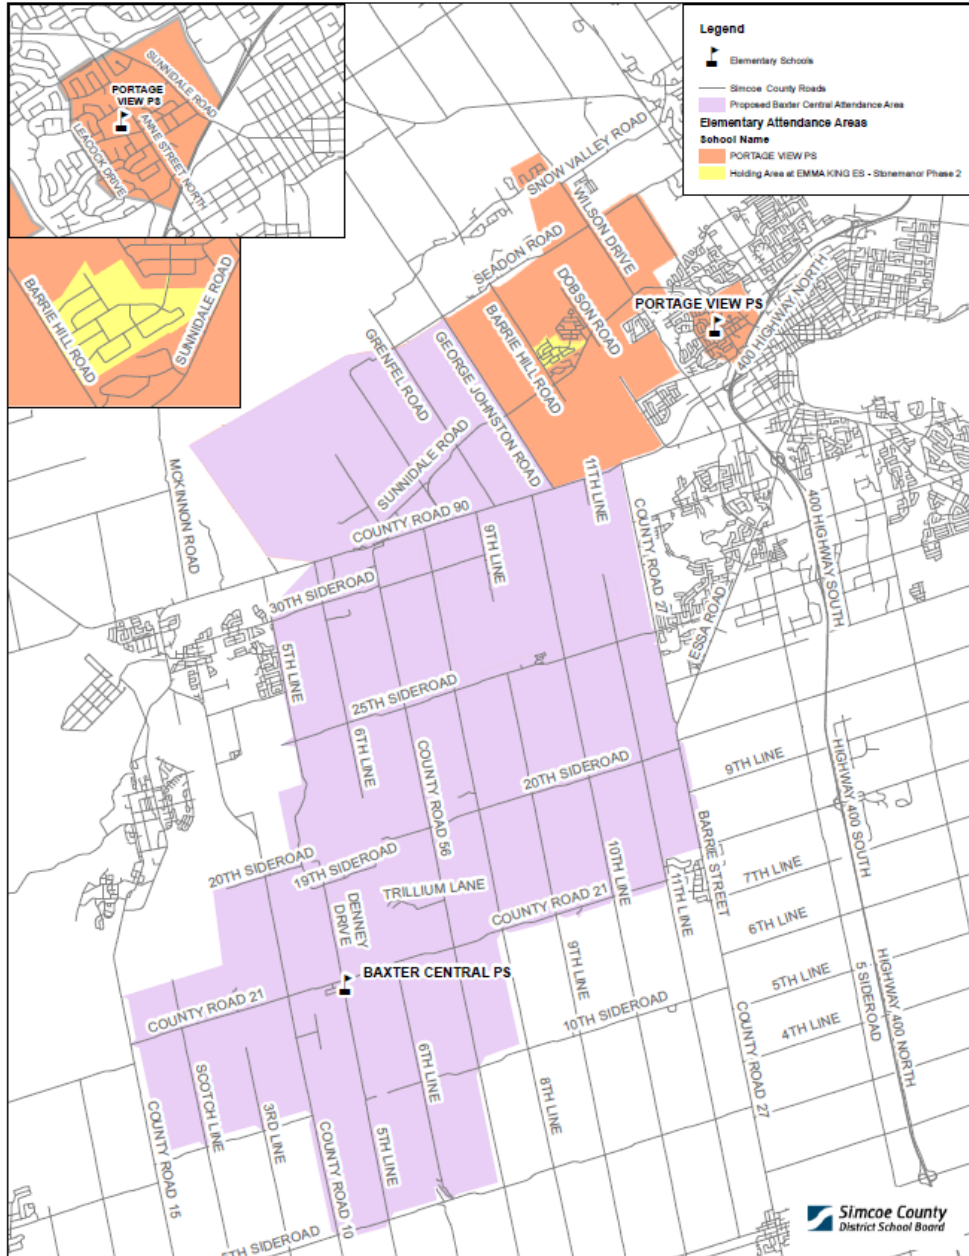 Legend
Elementary Schools
Simcoe County Roads
Proposed Baxter Central Attendance Area
Elementary Attendance Areas
School Name
PORTAGE VIEW PS
Holding Area at EMMA KING ES - Stonemanor Phase 2
SUNNIDALE ROAD
PORTAGE
VIEW PS
LEACOCK DRIVE
ANNE STREET NORTH
BARRIE HILL ROAD
SUNNIDALE ROAD
SNOW VALLEY ROAD
WILSON DRIVE
SEADON ROAD
DOBSON ROAD
PORTAGE VIEW PS
400 HIGHWAY NORTH
BARRIE HILL ROAD
GRENFEL ROAD
GEORGE JOHNSTON ROAD
SUNNIDALE ROAD
MCKINNON ROAD
11TH LINE
COUNTY ROAD 90
9TH LINE
COUNTY ROAD 27
400 HIGHWAY SOUTH
30TH SIDEROAD
ESSA ROAD
5TH LINE
25TH SIDEROAD
6TH LINE
COUNTY ROAD 56
20TH SIDEROAD
9TH LINE
HIGHWAY 400 SOUTH
BARRIE STREET
20TH SIDEROAD
19TH SIDEROAD
10TH LINE
7TH LINE
TRILLIUM LANE
11TH LINE
DENNEY
DRIVE
COUNTY ROAD 21
6TH LINE
BAXTER CENTRAL PS
9TH LINE
5TH LINE
5 SIDEROAD
HIGHWAY 400 NORTH
COUNTY ROAD 21
10TH SIDEROAD
4TH LINE
COUNTY ROAD 27
6TH LINE
SCOTCH LINE
8TH LINE
3RD LINE
COUNTY ROAD 15
COUNTY ROAD 10
5TH LINE
TH SIDEROAD
Simcoe County
District School Board